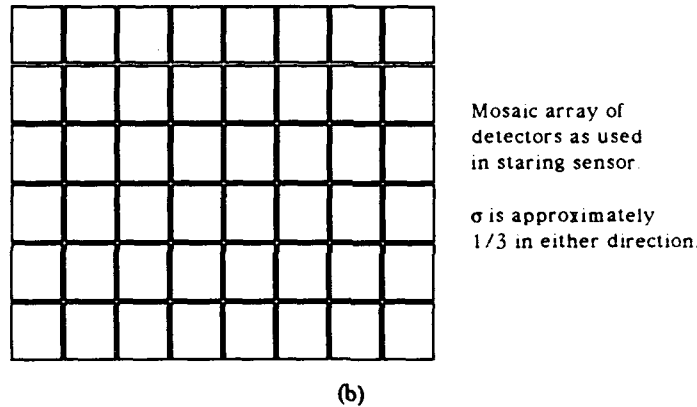 Mosaic array of
detectors as used
in staring sensor.
σ is approximately
1/3 in either direction.
(b)